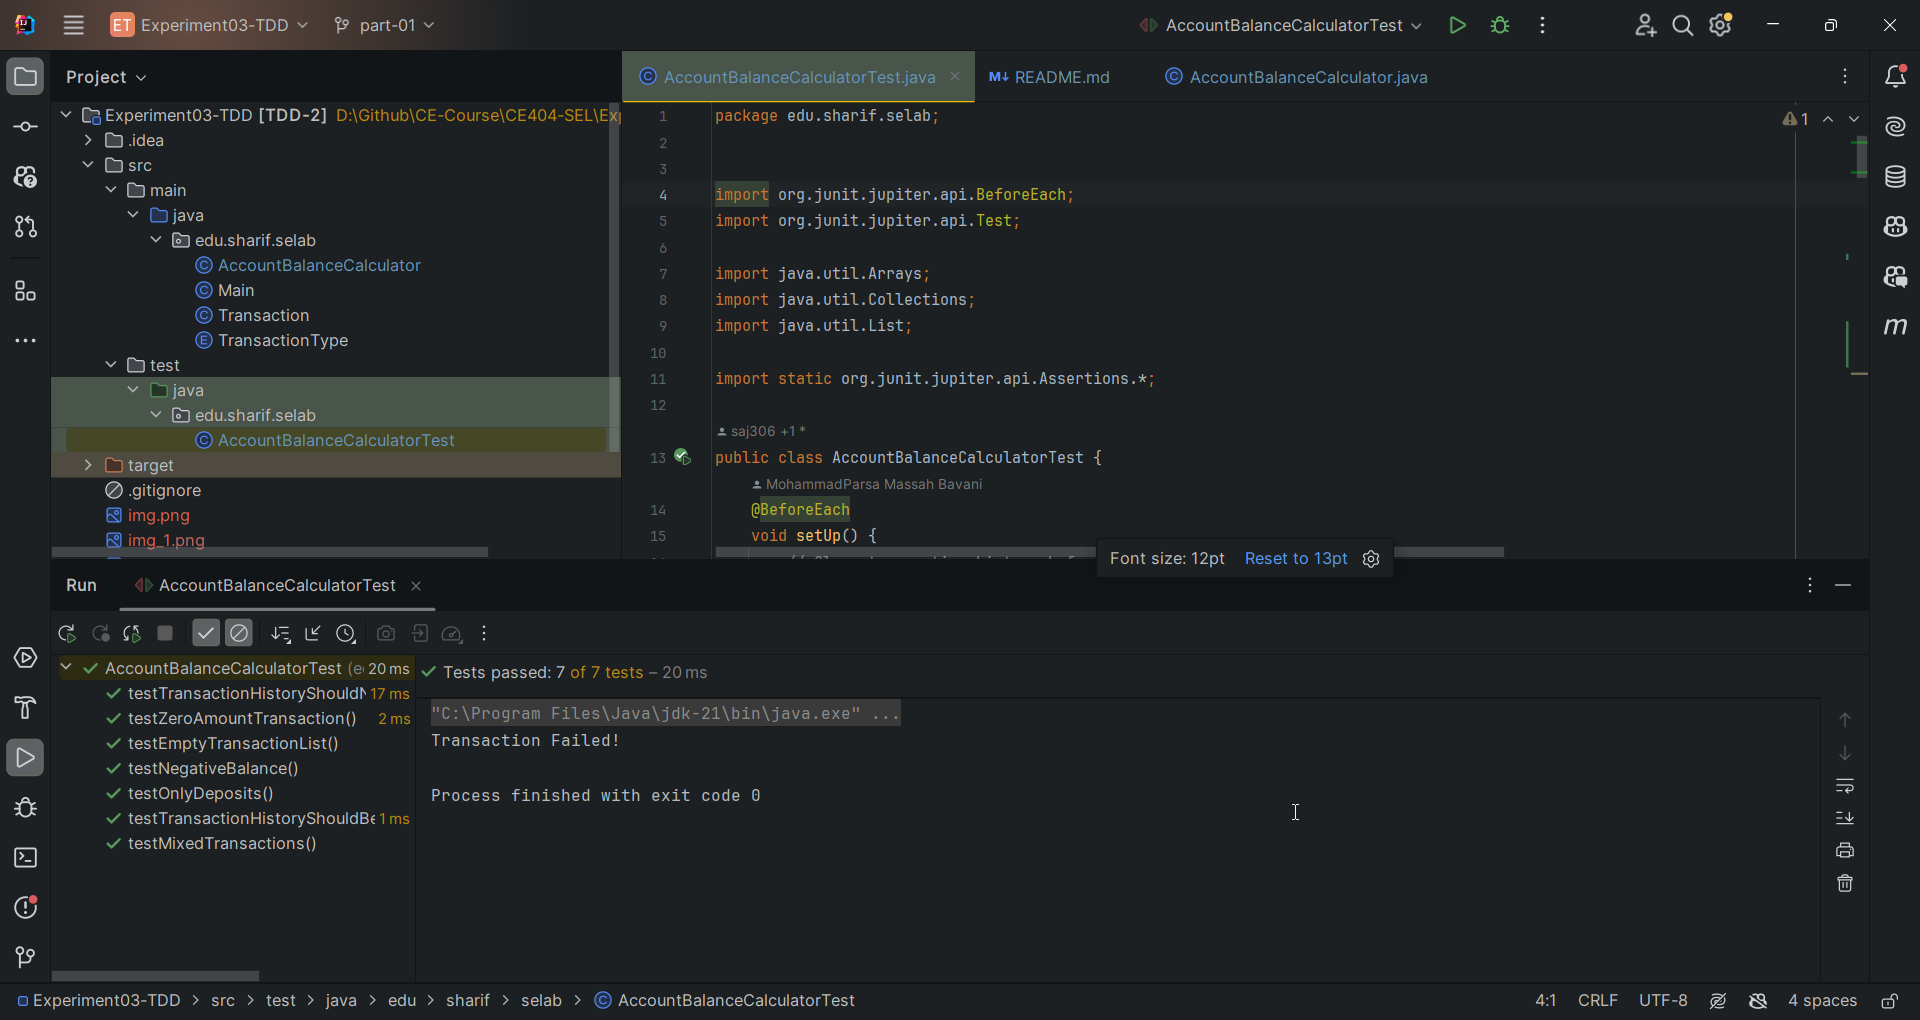 ET Experiment03-TDD part-01 AccountBalanceCalculatorTest
Project
AccountBalanceCalculatorTest.java M↓ README.md AccountBalanceCalculator.java
Experiment03-TDD [TDD-2] D:\Github\CE-Course\CE404-SEL\Exp
.idea
src
main
java
edu.sharif.selab
AccountBalanceCalculator
Main
Transaction
TransactionType
test
java
edu.sharif.selab
AccountBalanceCalculatorTest
target
.gitignore
img.png
img_1.png
1 package edu.sharif.selab;
1
2
3
4 import org.junit.jupiter.api.BeforeEach;
5 import org.junit.jupiter.api.Test;
6
7 import java.util.Arrays;
8 import java.util.Collections;
9 import java.util.List;
10
11 import static org.junit.jupiter.api.Assertions.*;
12
saj306 +1 *
13 public class AccountBalanceCalculatorTest {
MohammadParsa Massah Bavani
14 @BeforeEach
15 void setUp() {
Font size: 12pt Reset to 13pt
Run AccountBalanceCalculatorTest
AccountBalanceCalculatorTest (e 20 ms
testTransactionHistoryShouldN 17 ms
testZeroAmountTransaction() 2 ms
testEmptyTransactionList()
testNegativeBalance()
testOnlyDeposits()
testTransactionHistoryShouldBe 1 ms
testMixedTransactions()
Tests passed: 7 of 7 tests – 20 ms
"C:\Program Files\Java\jdk-21\bin\java.exe" ...
Transaction Failed!
Process finished with exit code 0
Experiment03-TDD > src > test > java > edu > sharif > selab > AccountBalanceCalculatorTest
4:1 CRLF UTF-8 4 spaces